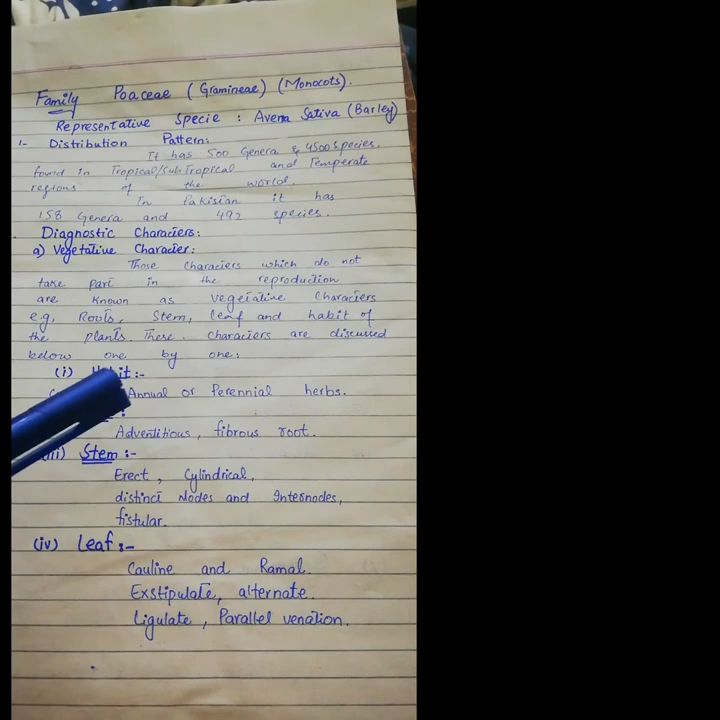 Family Poaceae (Gramineae) (Monocots).
Representative Specie : Avena Sativa (Barley)
1- Distribution Pattern:
It has 500 Genera & 4500 species.
found in Tropical/SubTropical and Temperate
regions of the world.
In Pakistan it has
158 Genera and 492 species.
Diagnostic Characters:
a) Vegetative Character:
Those characters which do not
take part in the reproduction
are known as vegetative characters
e.g, Roots, Stem, leaf and habit of
the plants. These characters are discussed
below one by one:
(i) Habit:-
Annual or Perennial herbs.
Adventitious, fibrous root.
(iii) Stem :-
Erect, Cylindrical,
distinct Nodes and Internodes,
fistular.
(iv) Leaf :-
Cauline and Ramal.
Exstipulate, alternate.
Ligulate, Parallel venation.